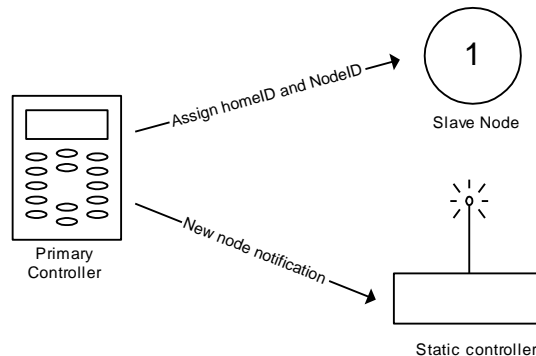 1
Assign homeID and NodeID
Slave Node
Primary
Controller
New node notification
Static controller